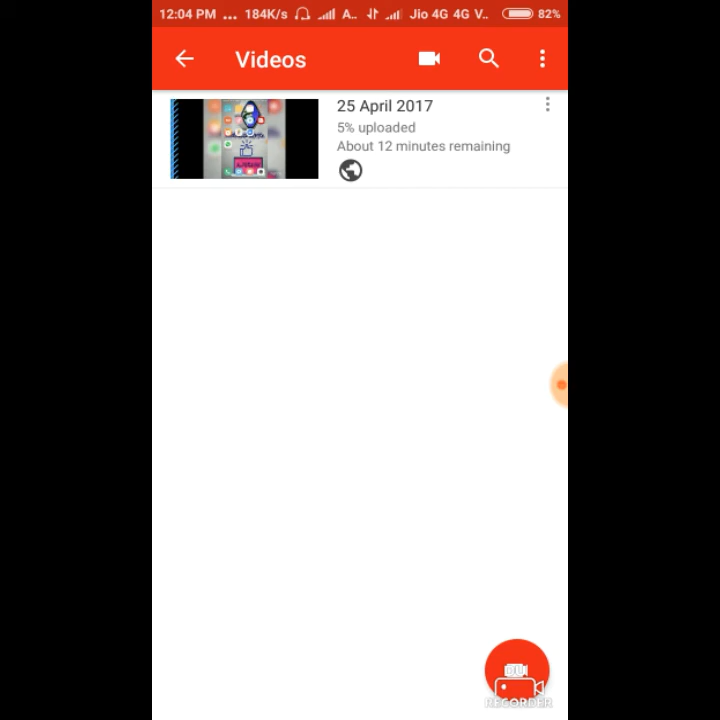 12:04 PM ... 184K/s A.. Jio 4G 4G V.. 82%
Videos
25 April 2017
5% uploaded
About 12 minutes remaining
DU
RECORDER